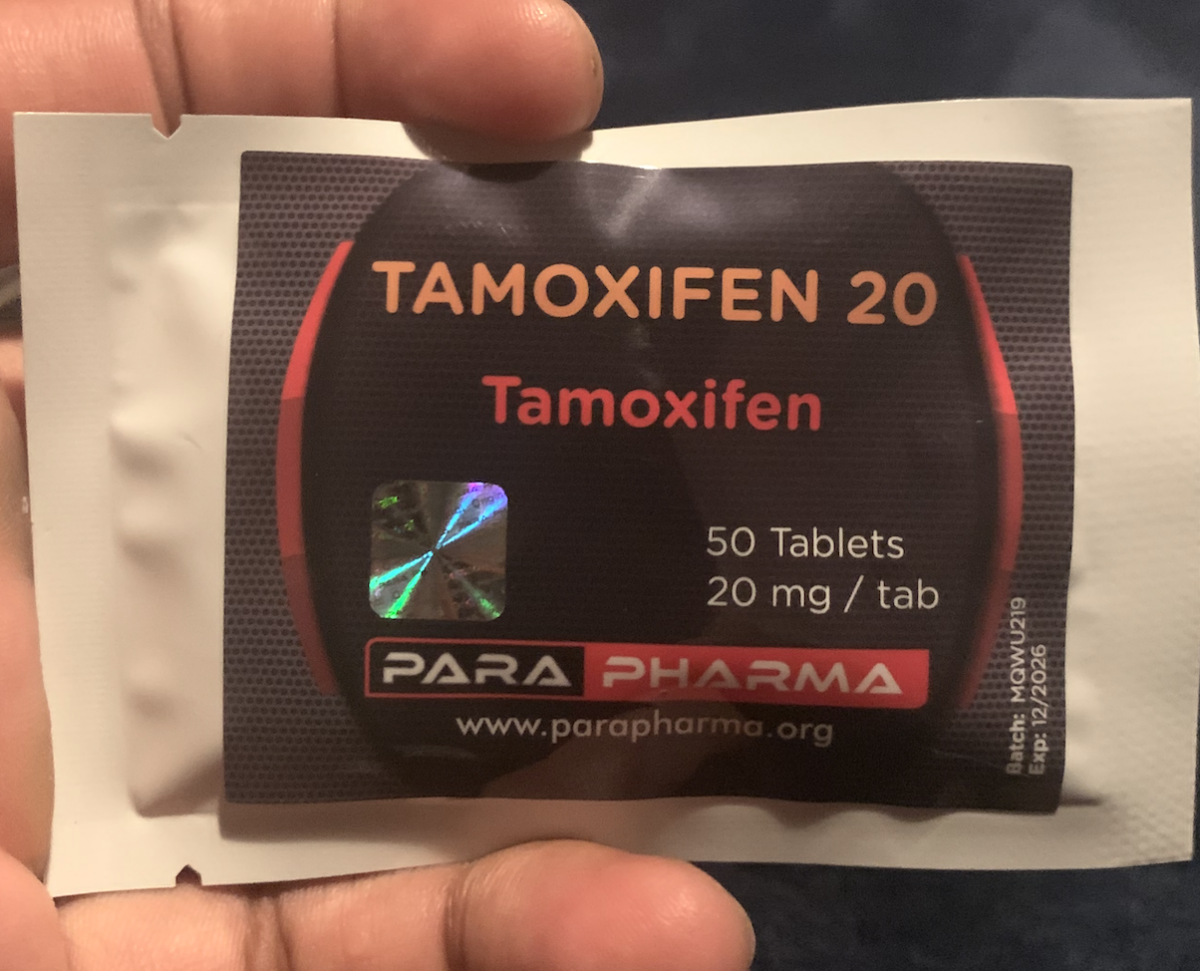 TAMOXIFEN 20
Tamoxifen
50 Tablets
20 mg / tab
PARA PHARMA
www.parapharma.org
Batch: MQWU219
Exp: 12/2026